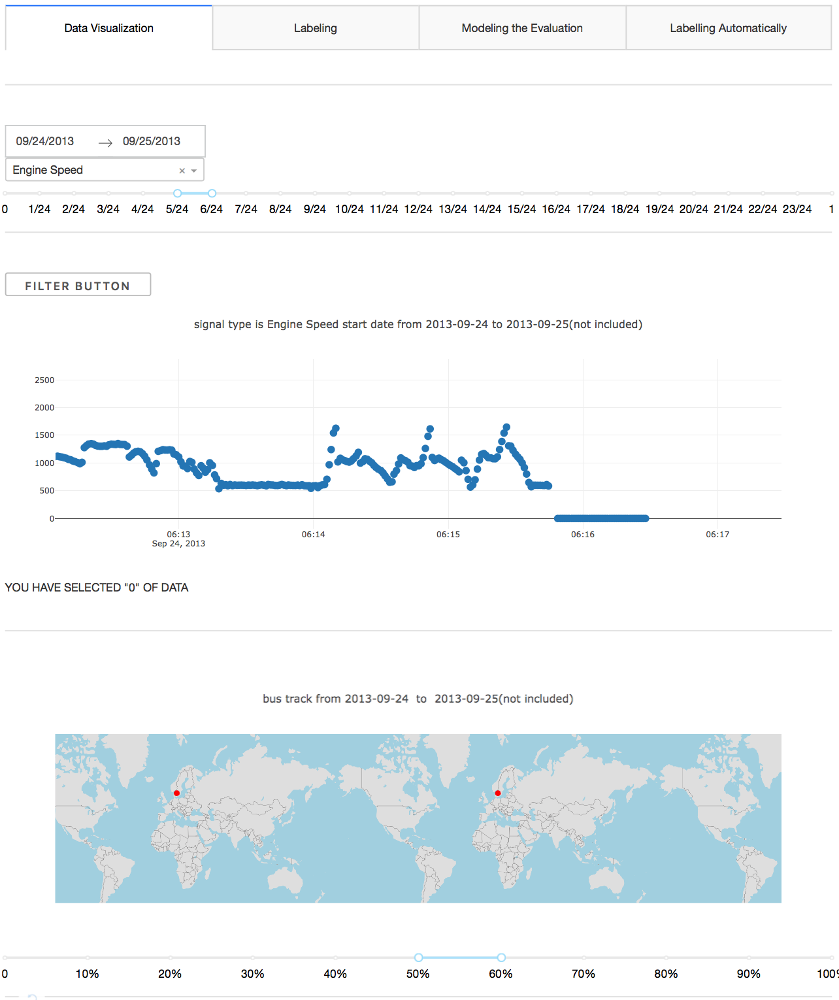 Data Visualization Labeling Modeling the Evaluation Labelling Automatically
09/24/2013 → 09/25/2013
Engine Speed × 
0 1/24 2/24 3/24 4/24 5/24 6/24 7/24 8/24 9/24 10/24 11/24 12/24 13/24 14/24 15/24 16/24 17/24 18/24 19/24 20/24 21/24 22/24 23/24 1
FILTER BUTTON
signal type is Engine Speed start date from 2013-09-24 to 2013-09-25(not included)
2500
2000
1500
1000
500
0
06:13 06:14 06:15 06:16 06:17
Sep 24, 2013
YOU HAVE SELECTED "0" OF DATA
bus track from 2013-09-24 to 2013-09-25(not included)
0 10% 20% 30% 40% 50% 60% 70% 80% 90% 100%